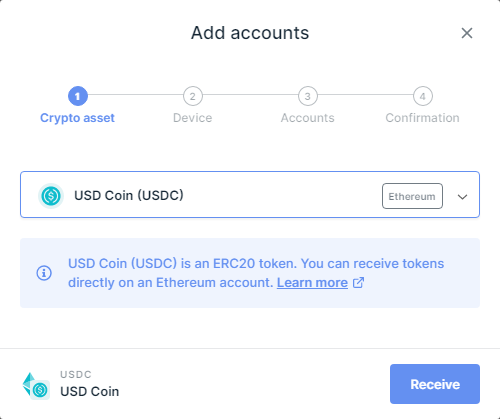 Add accounts
1 2 3 4
Crypto asset Device Accounts Confirmation
USD Coin (USDC) Ethereum
USD Coin (USDC) is an ERC20 token. You can receive tokens
directly on an Ethereum account. Learn more
USDC
USD Coin
Receive